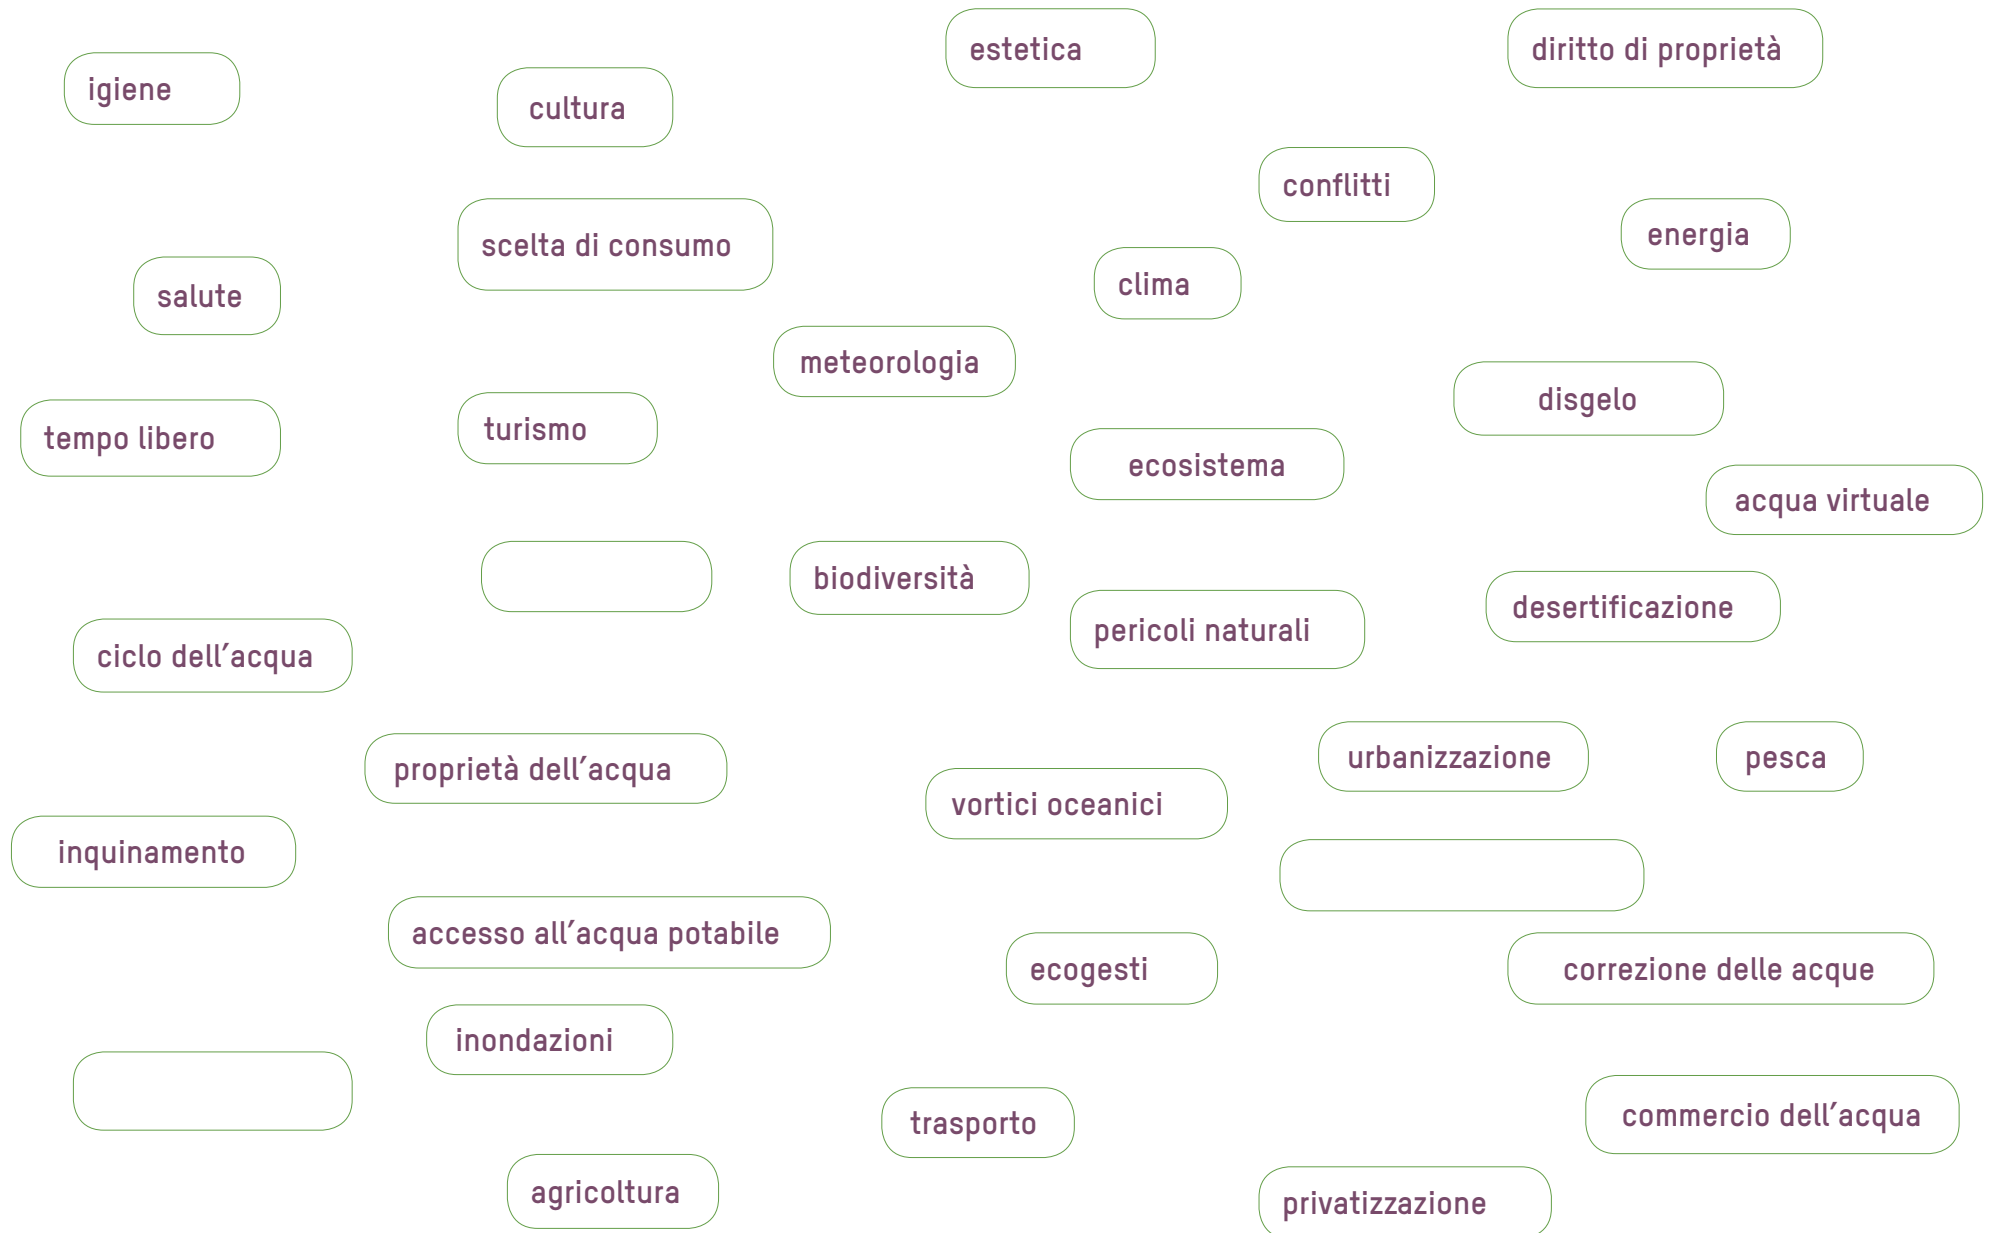 estetica
diritto di proprietà
igiene
cultura
conflitti
energia
scelta di consumo
clima
salute
meteorologia
disgelo
turismo
tempo libero
ecosistema
acqua virtuale
biodiversità
desertificazione
pericoli naturali
ciclo dell´acqua
urbanizzazione
pesca
proprietà dell´acqua
vortici oceanici
inquinamento
accesso all´acqua potabile
ecogesti
correzione delle acque
inondazioni
commercio dell´acqua
trasporto
agricoltura
privatizzazione